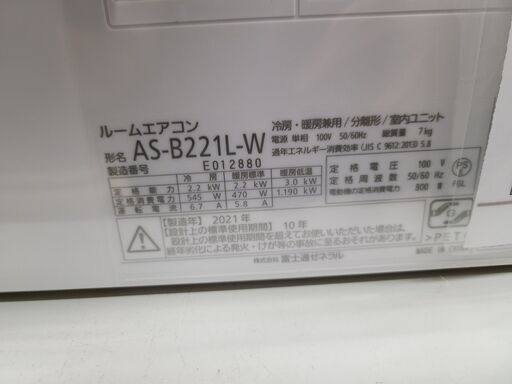 ルームエアコン
形名 AS-B221L-W
製造番号 E012880
冷房・暖房兼用/分離形/室内ユニット
電源 単相 100V 50/60Hz 総質量 7kg
通年エネルギー消費効率(JIS C 9612:2013) 5.8
冷房 暖房標準 暖房低温
定格能力 2.2 kW 2.2 kW 3.0 kW
定格消費電力 545 W 470 W 1,190 kW
運転電流 6.7 A 5.8 A
定格電圧 100 V
定格周波数 50/60 Hz
電動機の定格消費電力 800 W
PS
FGL
【製造年】2021年
【設計上の標準使用期間】10年
設計上の標準使用期間を超えてお使いいただいた場合は、
経年劣化による発火・けが等の事故に至るおそれがあります。
株式会社 富士通ゼネラル
>PET<
MADE IN CHINA